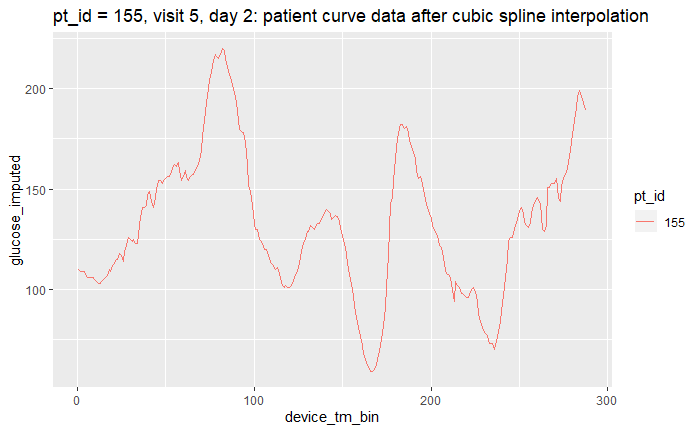 pt_id = 155, visit 5, day 2: patient curve data after cubic spline interpolation
200
150
100
glucose_imputed
0
100
200
300
device_tm_bin
pt_id
155